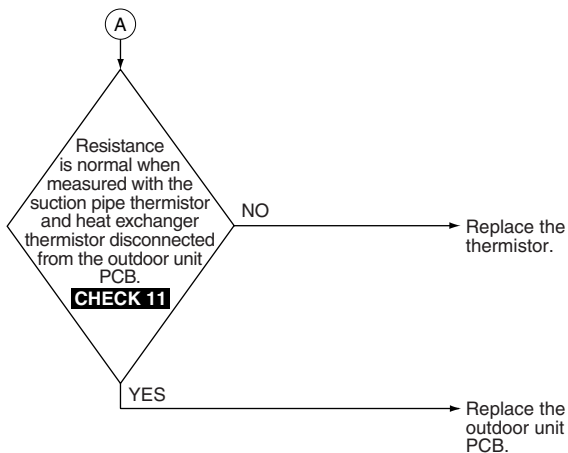 A
Resistance
is normal when
measured with the
suction pipe thermistor
and heat exchanger
thermistor disconnected
from the outdoor unit
PCB.
CHECK 11
NO
Replace the
thermistor.
YES
Replace the
outdoor unit
PCB.